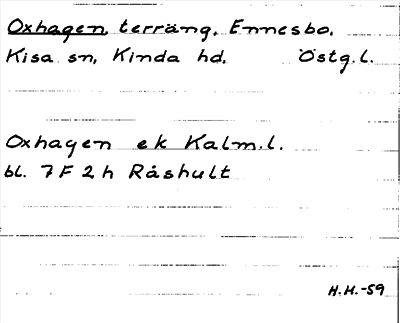 Oxhagen, terräng, Ennesbo,
Kisa sn, Kinda hd. Östg.l.
Oxhagen ek Kalm.l.
bl. 7F 2h Råshult
H.H.-59